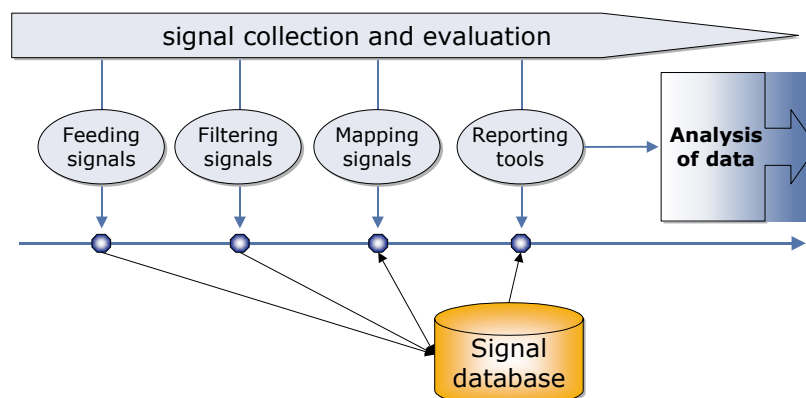 signal collection and evaluation
Feeding
signals
Filtering
signals
Mapping
signals
Reporting
tools
Analysis
of data
Signal
database